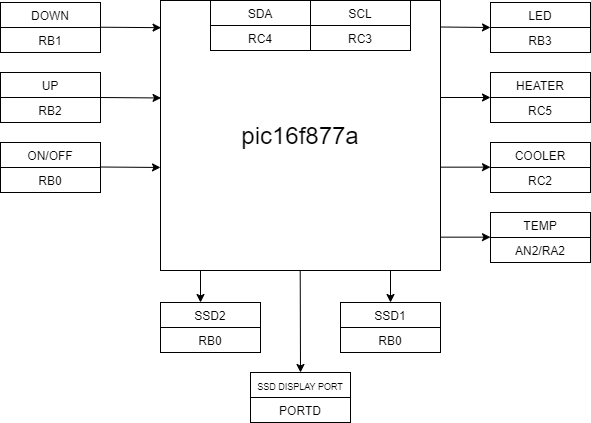 DOWN
RB1
UP
RB2
ON/OFF
RB0
SDA
SCL
RC4
RC3
pic16f877a
LED
RB3
HEATER
RC5
COOLER
RC2
TEMP
AN2/RA2
SSD2
RB0
SSD1
RB0
SSD DISPLAY PORT
PORTD